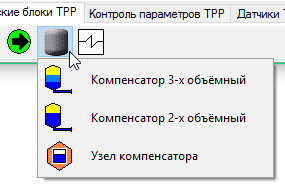 ские блоки ТРР Контроль параметров ТРР Датчики Т
Компенсатор 3-х объёмный
Компенсатор 2-х объёмный
Узел компенсатора